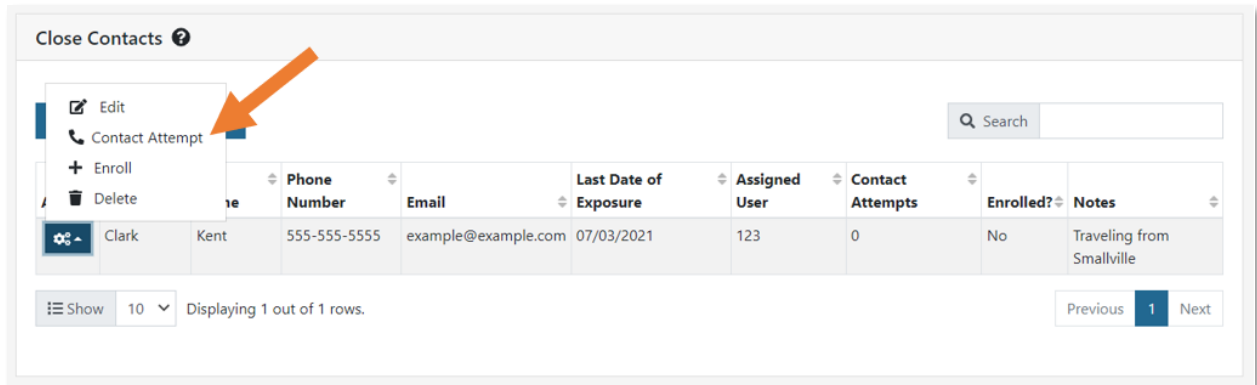 Close Contacts ?
Edit
Contact Attempt
Enroll
Delete
Search
Phone Number
Email
Last Date of Exposure
Assigned User
Contact Attempts
Enrolled?
Notes
Clark Kent 555-555-5555 example@example.com 07/03/2021 123 0 No Traveling from
Smallville
Show 10 Displaying 1 out of 1 rows.
Previous 1 Next